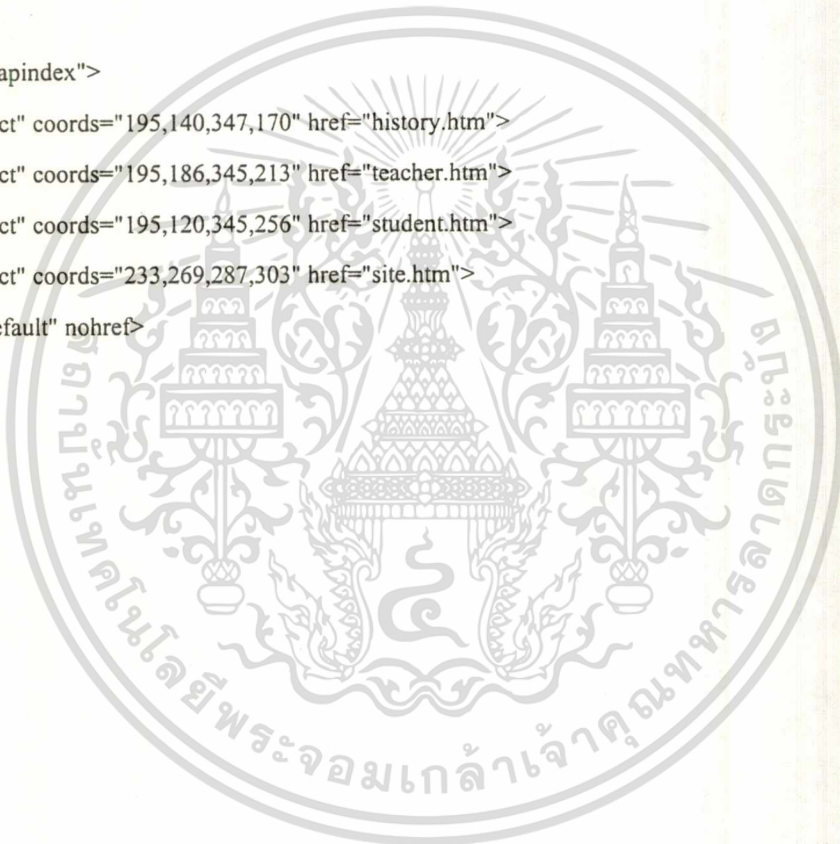 apindex">
ct" coords="195,140,347,170" href="history.htm">
ct" coords="195,186,345,213" href="teacher.htm">
ct" coords="195,120,345,256" href="student.htm">
ct" coords="233,269,287,303" href="site.htm">
efault" nohref>
สถาบันเทคโนโลยีพระจอมเกล้าเจ้าคุณทหารลาดกระบัง